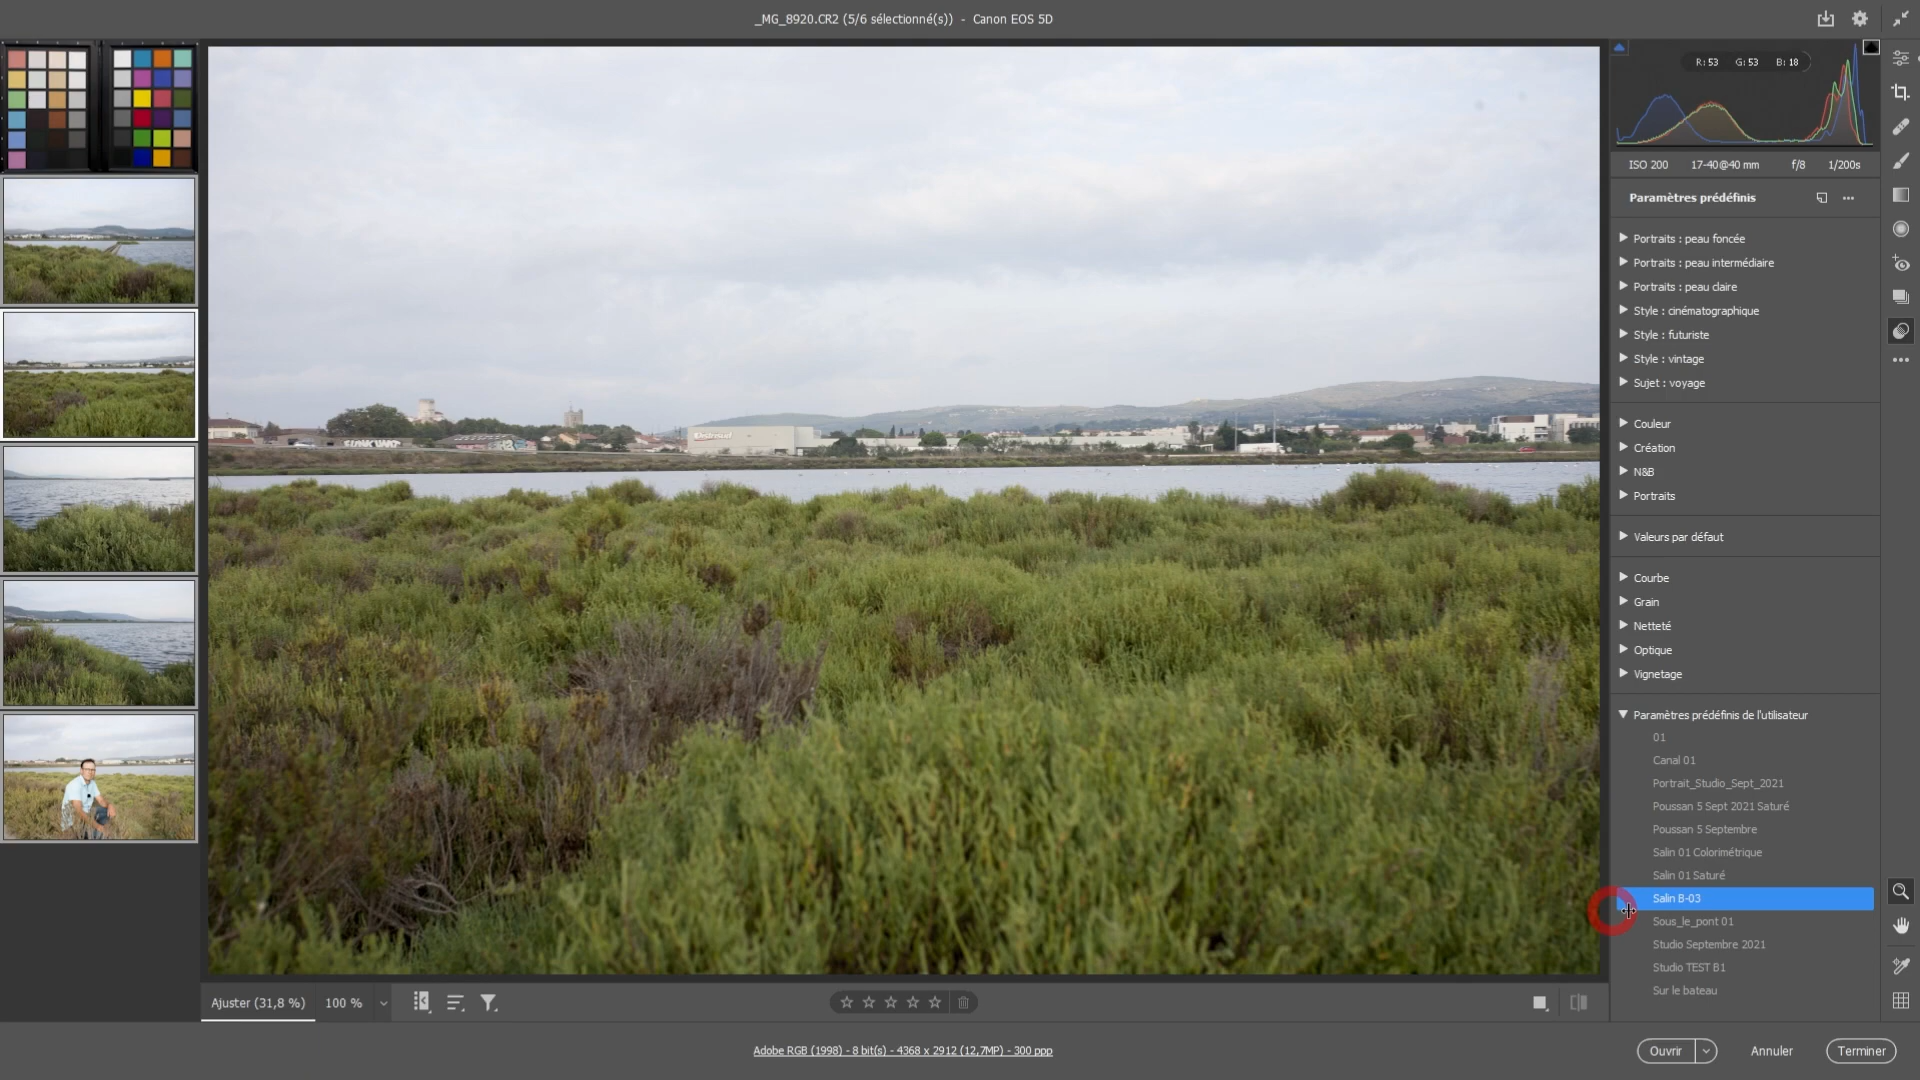 _MG_8920.CR2 (5/6 sélectionné(s)) - Canon EOS 5D
R: 53 G: 53 B: 18
ISO 200 17-40@40 mm f/8 1/200s
Paramètres prédéfinis
Portraits : peau foncée
Portraits : peau intermédiaire
Portraits : peau claire
Style : cinématographique
Style : futuriste
Style : vintage
Sujet : voyage
Couleur
Création
N&B
Portraits
Valeurs par défaut
Courbe
Grain
Netteté
Optique
Vignetage
Paramètres prédéfinis de l'utilisateur
01
Canal 01
Portrait_Studio_Sept_2021
Poussan 5 Sept 2021 Saturé
Poussan 5 Septembre
Salin 01 Colorimétrique
Salin 01 Saturé
Salin B-03
Sous_le_pont 01
Studio Septembre 2021
Studio TEST B1
Sur le bateau
Ajuster (31,8 %) 100 %
Adobe RGB (1998) - 8 bit(s) - 4368 x 2912 (12,7MP) - 300 ppp
Ouvrir Annuler Terminer